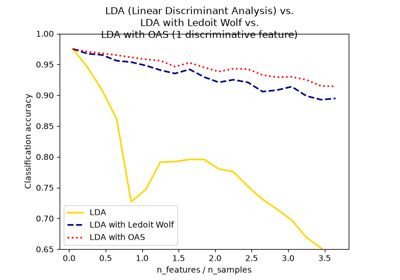 LDA (Linear Discriminant Analysis) vs.
LDA with Ledoit Wolf vs.
LDA with OAS (1 discriminative feature)
1.00
0.95
0.90
0.85
0.80
0.75
0.70
0.65
Classification accuracy
LDA
LDA with Ledoit Wolf
LDA with OAS
0.0 0.5 1.0 1.5 2.0 2.5 3.0 3.5
n_features / n_samples